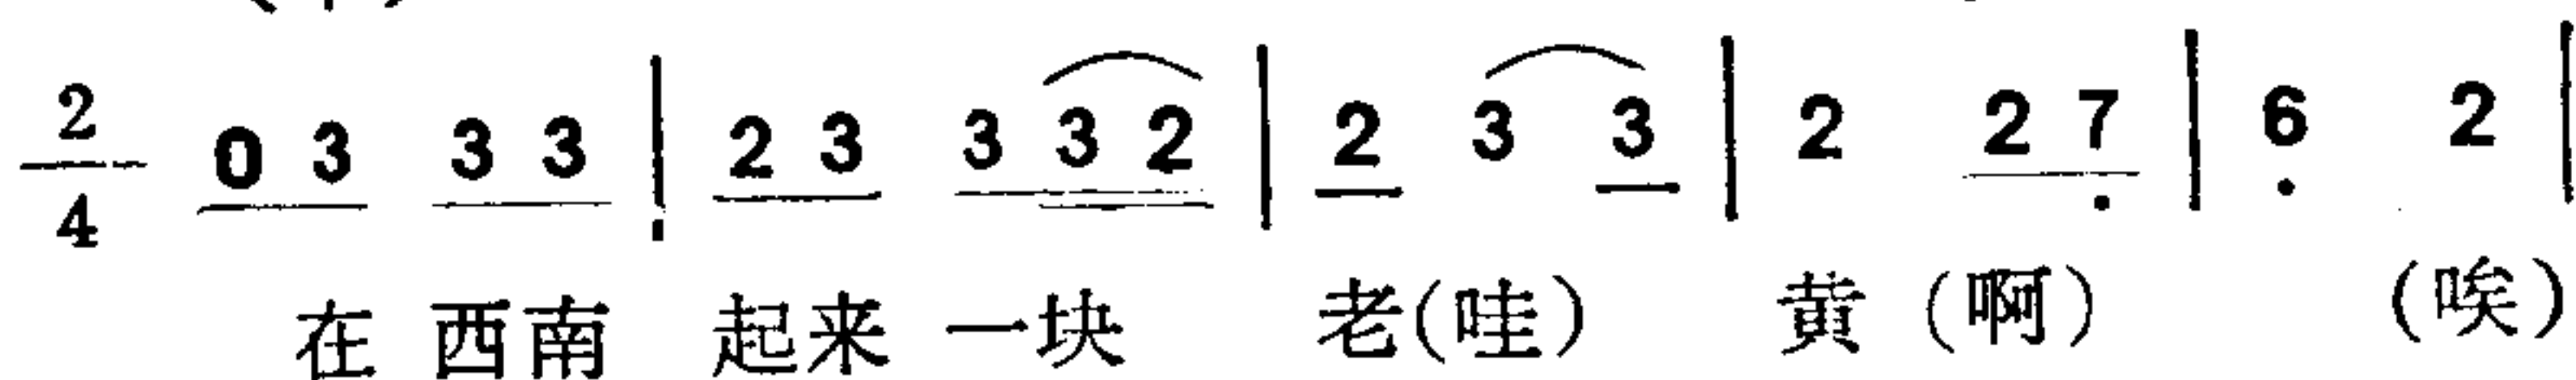 2/4 0 3 3 3 | 2 3 3 3 2 | 2 3 3 | 2 2 7 | 6 2 |
在 西南 起来 一块 老(哇) 黄(啊) (唉)